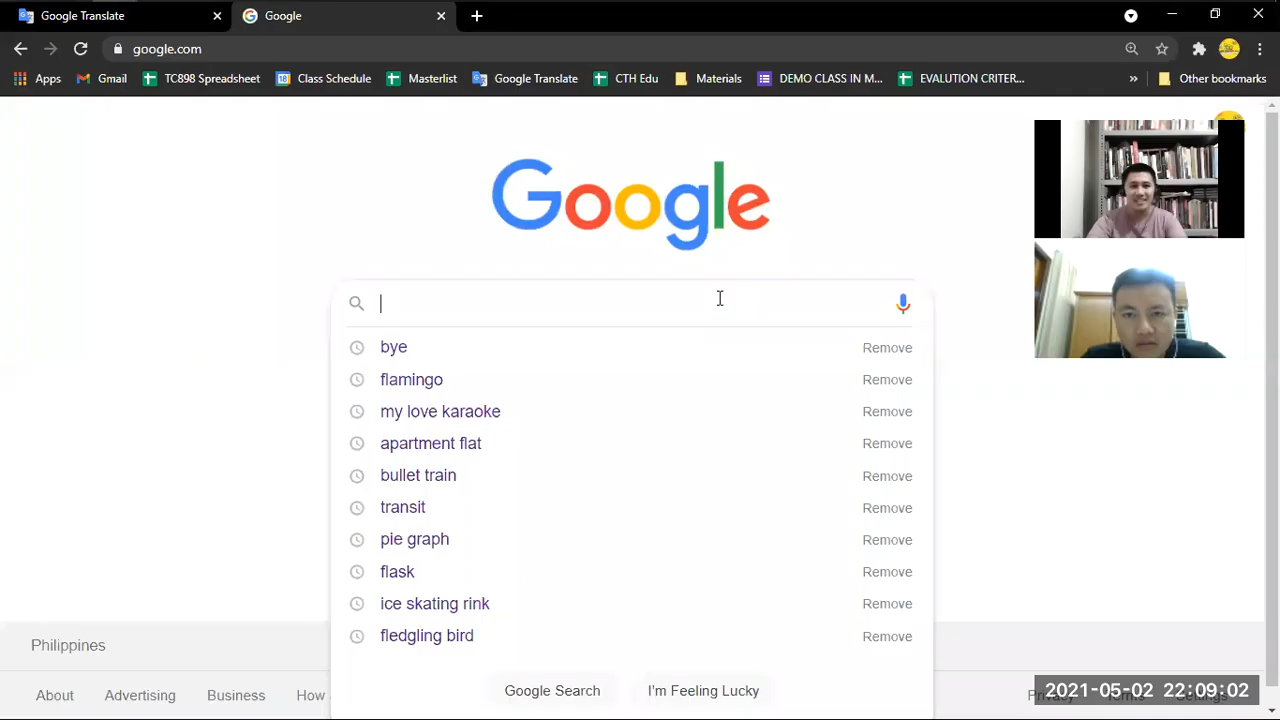 Google Translate
Google
google.com
Apps Gmail TC898 Spreadsheet Class Schedule Masterlist Google Translate CTH Edu Materials DEMO CLASS IN M... EVALUTION CRITER... » Other bookmarks
Google
bye Remove
flamingo Remove
my love karaoke Remove
apartment flat Remove
bullet train Remove
transit Remove
pie graph Remove
flask Remove
ice skating rink Remove
fledgling bird Remove
Google Search I'm Feeling Lucky
Philippines
About Advertising Business How
2021-05-02 22:09:02